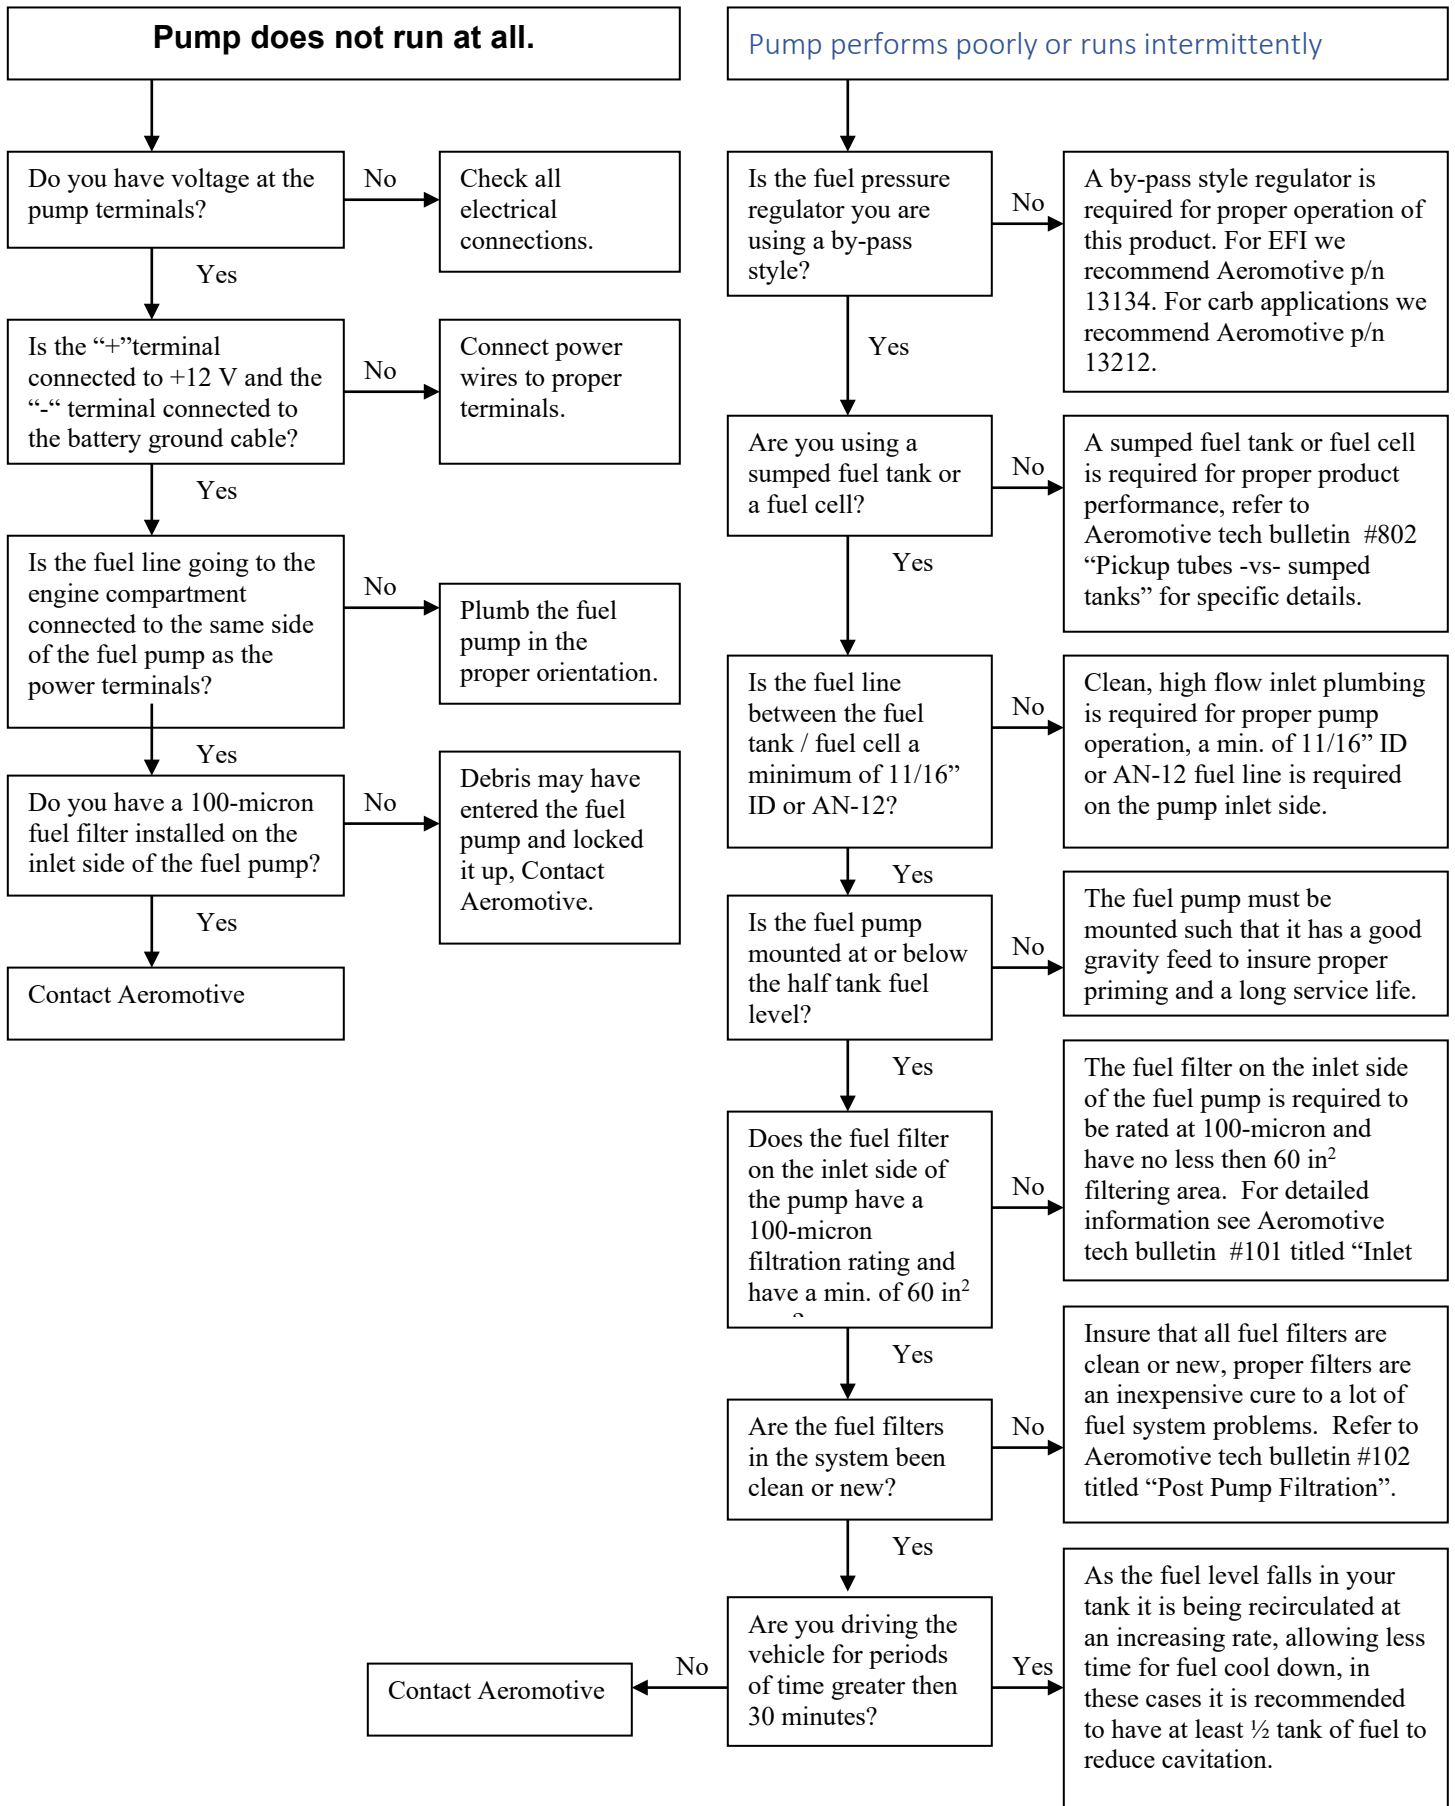 Pump does not run at all.
Do you have voltage at the
pump terminals?
No
Check all
electrical
connections.
Yes
Is the “+”terminal
connected to +12 V and the
“-“ terminal connected to
the battery ground cable?
No
Connect power
wires to proper
terminals.
Yes
Is the fuel line going to the
engine compartment
connected to the same side
of the fuel pump as the
power terminals?
No
Plumb the fuel
pump in the
proper orientation.
Yes
Do you have a 100-micron
fuel filter installed on the
inlet side of the fuel pump?
No
Debris may have
entered the fuel
pump and locked
it up, Contact
Aeromotive.
Yes
Contact Aeromotive
Pump performs poorly or runs intermittently
Is the fuel pressure
regulator you are
using a by-pass
style?
No
A by-pass style regulator is
required for proper operation of
this product. For EFI we
recommend Aeromotive p/n
13134. For carb applications we
recommend Aeromotive p/n
13212.
Yes
Are you using a
sumped fuel tank or
a fuel cell?
No
A sumped fuel tank or fuel cell
is required for proper product
performance, refer to
Aeromotive tech bulletin  #802
“Pickup tubes -vs- sumped
tanks” for specific details.
Yes
Is the fuel line
between the fuel
tank / fuel cell a
minimum of 11/16”
ID or AN-12?
No
Clean, high flow inlet plumbing
is required for proper pump
operation, a min. of 11/16” ID
or AN-12 fuel line is required
on the pump inlet side.
Yes
Is the fuel pump
mounted at or below
the half tank fuel
level?
No
The fuel pump must be
mounted such that it has a good
gravity feed to insure proper
priming and a long service life.
Yes
Does the fuel filter
on the inlet side of
the pump have a
100-micron
filtration rating and
have a min. of 60 in²
No
The fuel filter on the inlet side
of the fuel pump is required to
be rated at 100-micron and
have no less then 60 in²
filtering area.  For detailed
information see Aeromotive
tech bulletin  #101 titled “Inlet
Yes
Are the fuel filters
in the system been
clean or new?
No
Insure that all fuel filters are
clean or new, proper filters are
an inexpensive cure to a lot of
fuel system problems.  Refer to
Aeromotive tech bulletin #102
titled “Post Pump Filtration”.
Yes
Are you driving the
vehicle for periods
of time greater then
30 minutes?
No
Contact Aeromotive
Yes
As the fuel level falls in your
tank it is being recirculated at
an increasing rate, allowing less
time for fuel cool down, in
these cases it is recommended
to have at least ½ tank of fuel to
reduce cavitation.